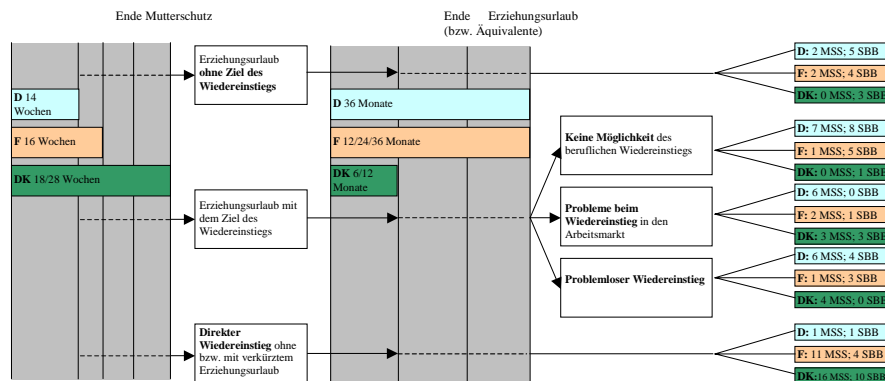 Ende Mutterschutz
Ende Erziehungsurlaub
(bzw. Äquivalente)
Erziehungsurlaub
ohne Ziel des
Wiedereinstiegs
D: 2 MSS; 5 SBB
F: 2 MSS; 4 SBB
DK: 0 MSS; 3 SBB
D 14
Wochen
F 16 Wochen
DK 18/28 Wochen
D 36 Monate
F 12/24/36 Monate
DK 6/12
Monate
Keine Möglichkeit des
beruflichen Wiedereinstiegs
D: 7 MSS; 8 SBB
F: 1 MSS; 5 SBB
DK: 0 MSS; 1 SBB
Erziehungsurlaub mit
dem Ziel des
Wiedereinstiegs
Probleme beim
Wiedereinstieg in den
Arbeitsmarkt
D: 6 MSS; 0 SBB
F: 2 MSS; 1 SBB
DK: 3 MSS; 3 SBB
Problemloser Wiedereinstieg
D: 6 MSS; 4 SBB
F: 1 MSS; 3 SBB
DK: 4 MSS; 0 SBB
Direkter
Wiedereinstieg ohne
bzw. mit verkürztem
Erziehungsurlaub
D: 1 MSS; 1 SBB
F: 11 MSS; 4 SBB
DK:16 MSS; 10 SBB